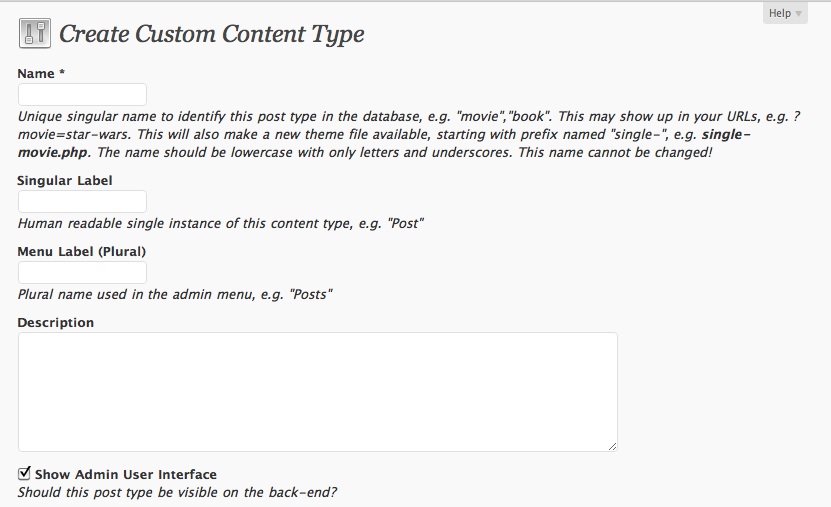 Help
Create Custom Content Type
Name *
Unique singular name to identify this post type in the database, e.g. "movie","book". This may show up in your URLs, e.g. ?
movie=star-wars. This will also make a new theme file available, starting with prefix named "single-", e.g. single-
movie.php. The name should be lowercase with only letters and underscores. This name cannot be changed!
Singular Label
Human readable single instance of this content type, e.g. "Post"
Menu Label (Plural)
Plural name used in the admin menu, e.g. "Posts"
Description
Show Admin User Interface
Should this post type be visible on the back-end?